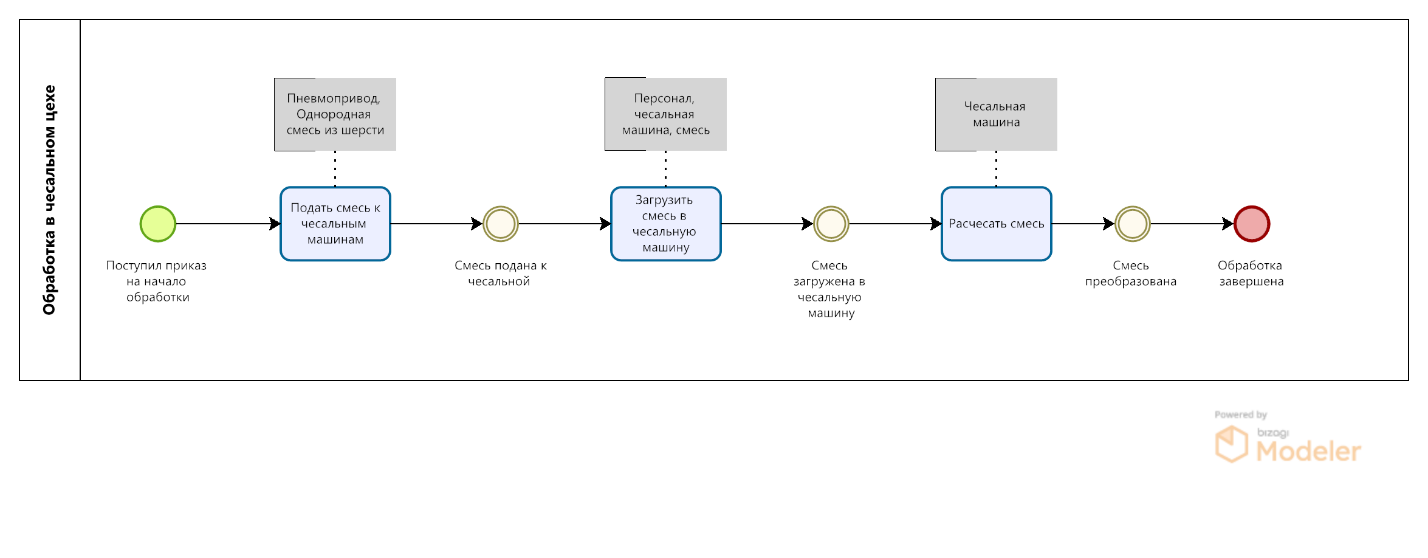 Обработка в чесальном цехе
Пневмопривод,
Однородная
смесь из шерсти
Персонал,
чесальная
машина, смесь
Чесальная
машина
Поступил приказ
на начало
обработки
Подать смесь к
чесальным
машинам
Смесь подана к
чесальной
Загрузить
смесь в
чесальную
машину
Смесь
загружена в
чесальную
машину
Расчесать смесь
Смесь
преобразована
Обработка
завершена
Powered by
bizagi
Modeler